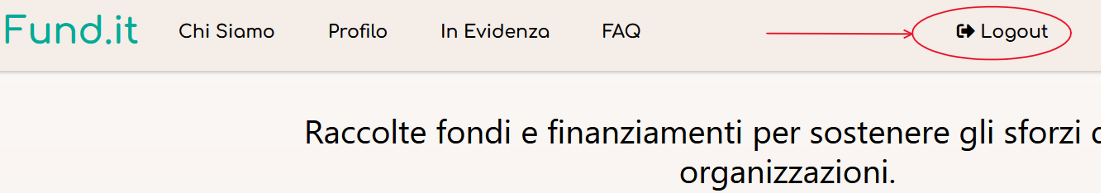 Fund.it Chi Siamo Profilo In Evidenza FAQ Logout
Raccolte fondi e finanziamenti per sostenere gli sforzi
organizzazioni.